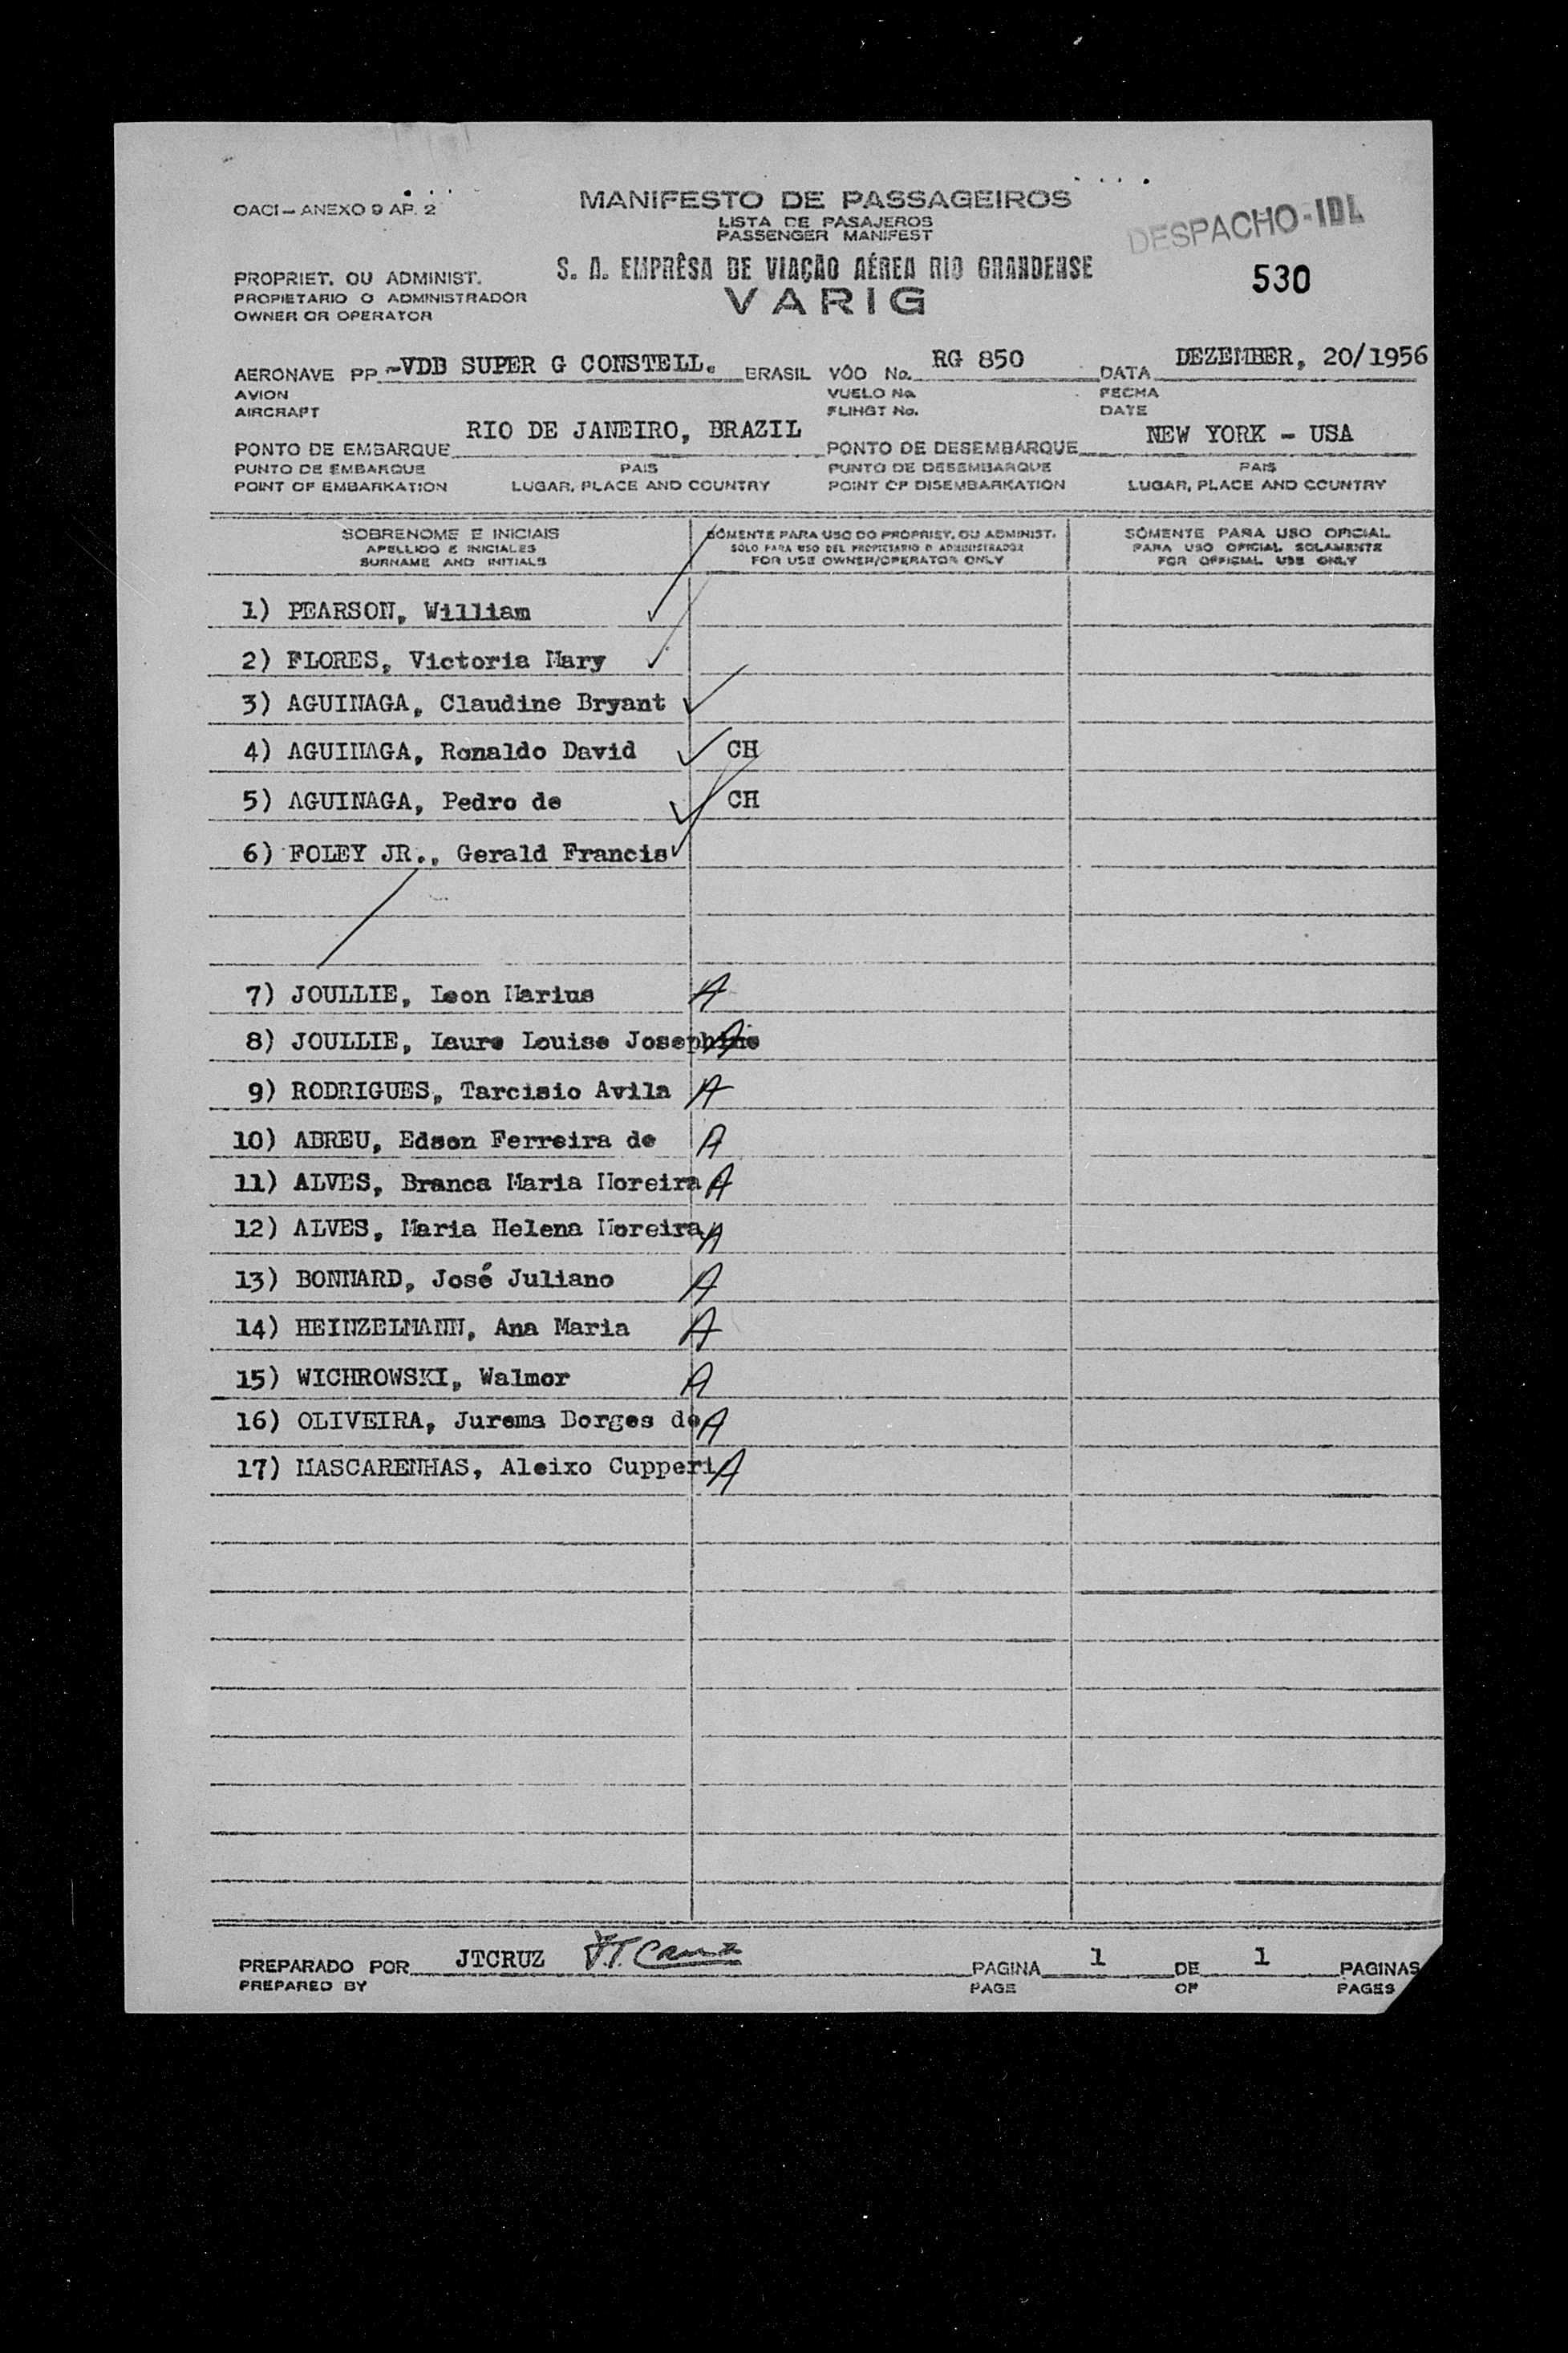 OACI — ANEXO 9 AP. 2
MANIFESTO DE PASSAGEIROS
LISTA DE PASAJEROS
PASSENGER MANIFEST
DESPACHO-IDL
530
PROPRIET. OU ADMINIST.
PROPIETARIO O ADMINISTRADOR
OWNER OR OPERATOR
S. A. EMPRÊSA DE VIAÇÃO AÉREA RIO GRANDENSE
VARIG
AERONAVE PP -VDB SUPER G CONSTELL. BRASIL VÔO No. RG 850 DATA DEZEMBER, 20/1956
AVION VUELO No. FECHA
AIRCRAFT FLIHGT No. DATE
PONTO DE EMBARQUE RIO DE JANEIRO, BRAZIL PONTO DE DESEMBARQUE NEW YORK - USA
PUNTO DE EMBARQUE PAIS PUNTO DE DESEMBARQUE PAIS
POINT OF EMBARKATION LUGAR, PLACE AND COUNTRY POINT OF DISEMBARKATION LUGAR, PLACE AND COUNTRY
SOBRENOME E INICIAIS SÒMENTE PARA USO DO PROPRIET. OU ADMINIST. SÒMENTE PARA USO OFICIAL
APELLIDO E INICIALES SOLO PARA USO DEL PROPIETARIO O ADMINISTRADOR PARA USO OFICIAL SOLAMENTE
SURNAME AND INITIALS FOR USE OWNER/OPERATOR ONLY FOR OFFICIAL USE ONLY
1) PEARSON, William
2) FLORES, Victoria Mary
3) AGUINAGA, Claudine Bryant
4) AGUINAGA, Ronaldo David CH
5) AGUINAGA, Pedro de CH
6) FOLEY JR., Gerald Francis
7) JOULLIE, Leon Marius A
8) JOULLIE, Laure Louise Josephine A
9) RODRIGUES, Tarcisio Avila A
10) ABREU, Edson Ferreira de A
11) ALVES, Branca Maria Moreira A
12) ALVES, Maria Helena Moreira A
13) BONNARD, José Juliano A
14) HEINZELMANN, Ana Maria A
15) WICHROWSKI, Walmor A
16) OLIVEIRA, Jurema Borges de A
17) MASCARENHAS, Aleixo Cupperi A
PREPARADO POR JTCRUZ J.T. Cruz PAGINA 1 DE 1 PAGINAS
PREPARED BY PAGE OF PAGES